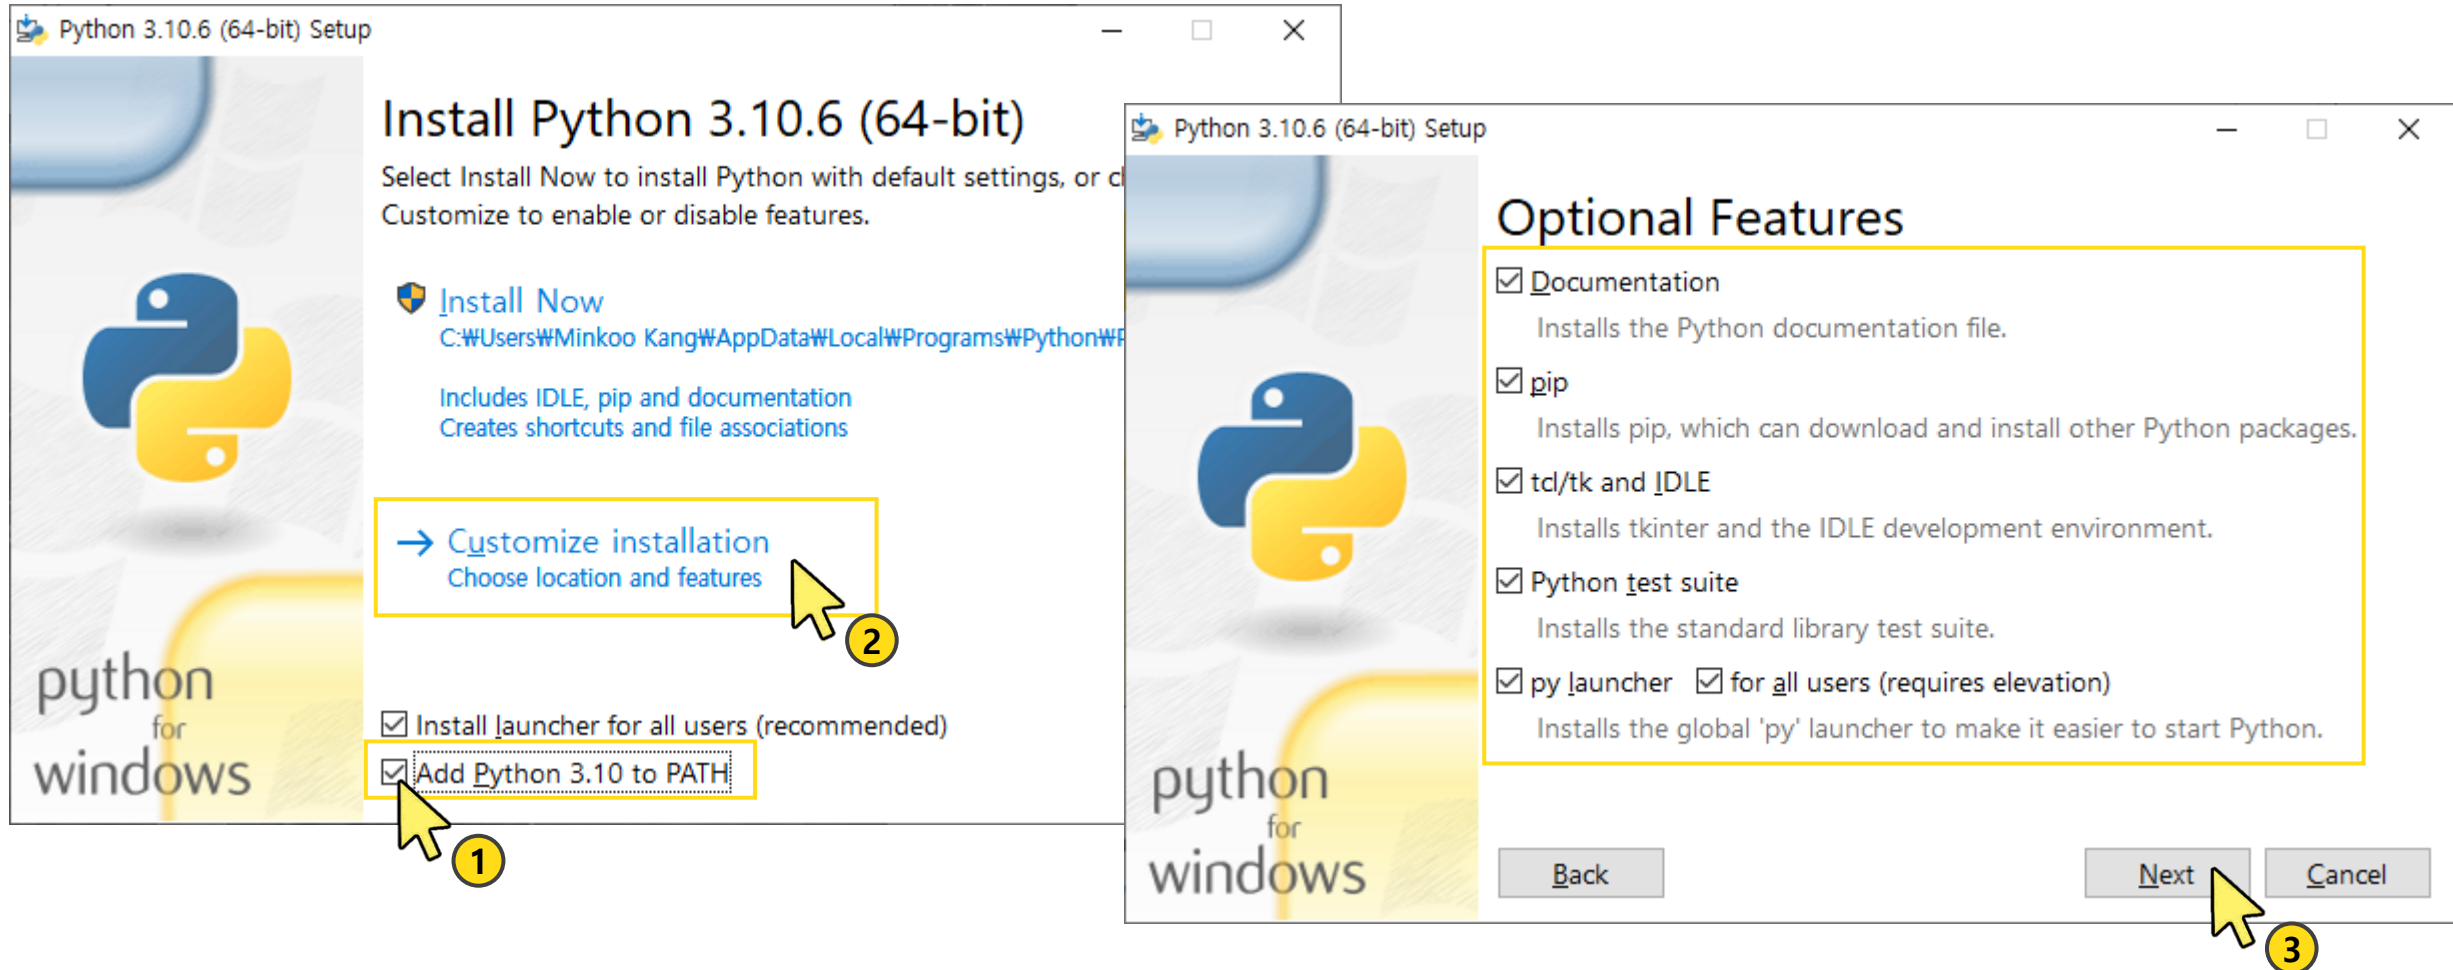 Python 3.10.6 (64-bit) Setup
Install Python 3.10.6 (64-bit)
Select Install Now to install Python with default settings, or
Customize to enable or disable features.
Install Now
C:₩Users₩Minkoo Kang₩AppData₩Local₩Programs₩Python₩
Includes IDLE, pip and documentation
Creates shortcuts and file associations
Customize installation
Choose location and features
2
Install launcher for all users (recommended)
Add Python 3.10 to PATH
1
python
for
windows
Python 3.10.6 (64-bit) Setup
Optional Features
Documentation
Installs the Python documentation file.
pip
Installs pip, which can download and install other Python packages.
tcl/tk and IDLE
Installs tkinter and the IDLE development environment.
Python test suite
Installs the standard library test suite.
py launcher for all users (requires elevation)
Installs the global 'py' launcher to make it easier to start Python.
python
for
windows
Back Next Cancel
3